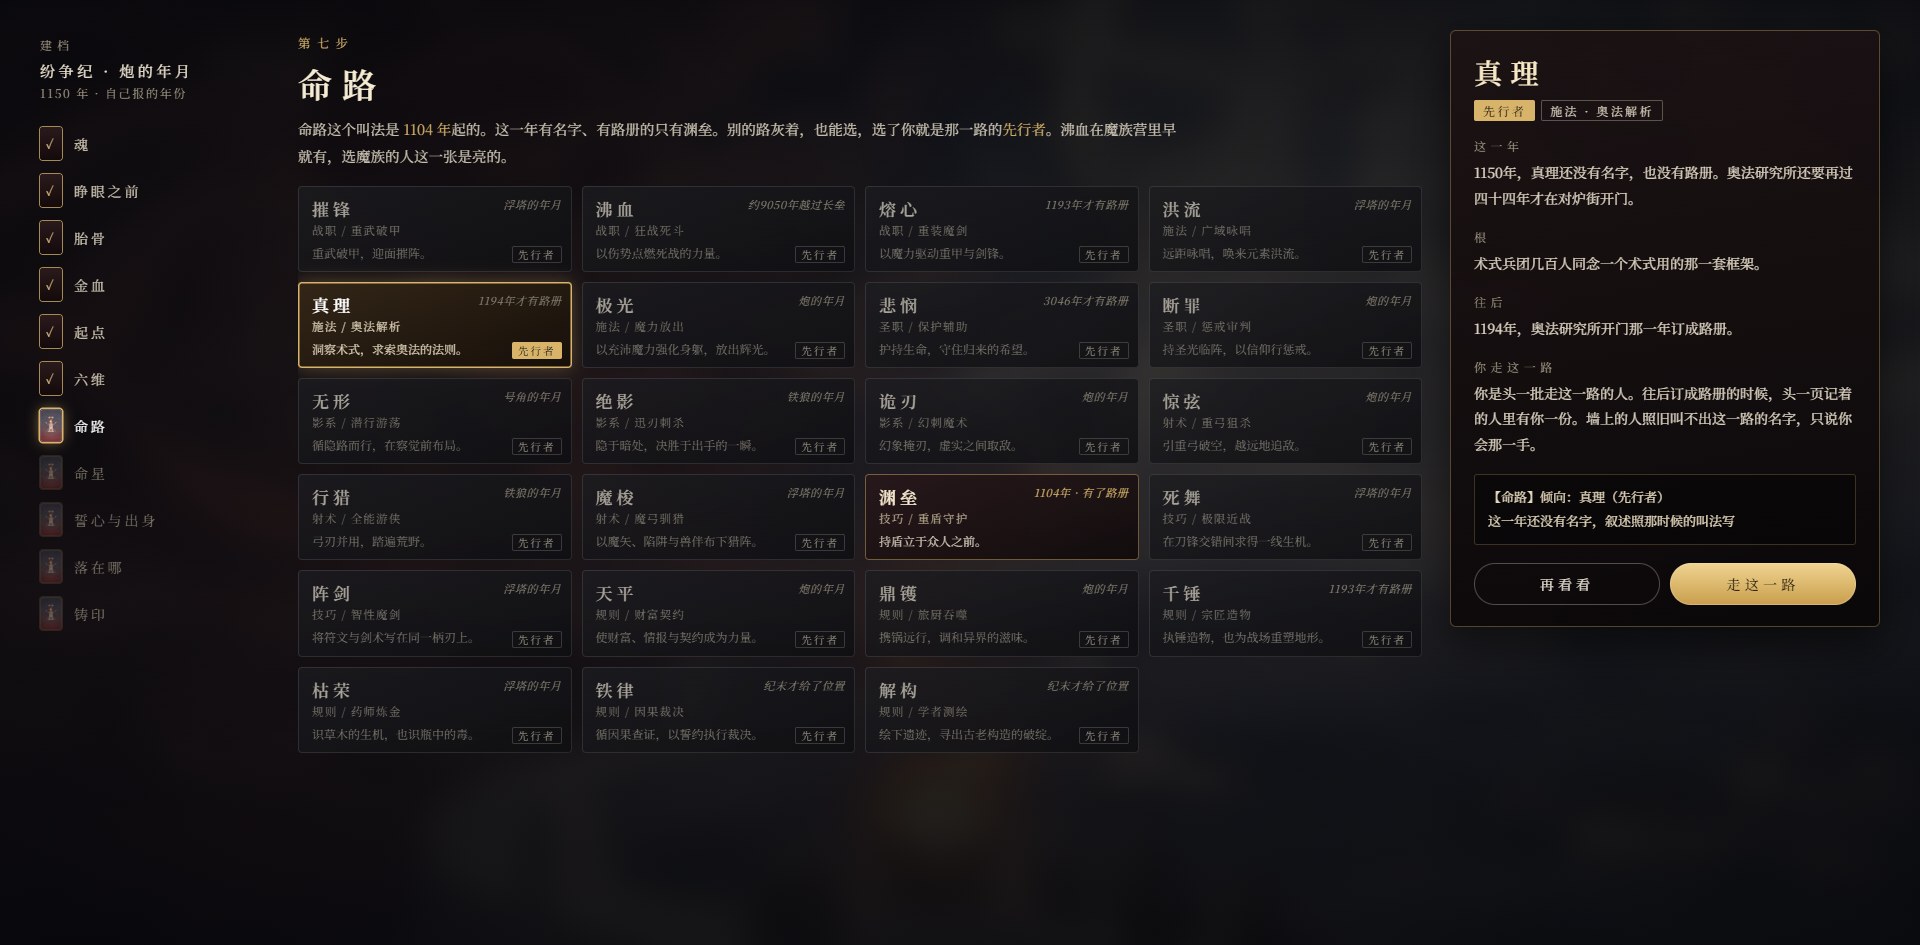 建档
纷争纪 · 炮的年月
1150 年 · 自己报的年份
✓ 魂
✓ 睁眼之前
✓ 胎骨
✓ 金血
✓ 起点
✓ 六维
命路
命星
誓心与出身
落在哪
铸印
第七步
命路
命路这个叫法是 1104 年起的。这一年有名字、有路册的只有渊垒。别的路灰着，也能选，选了你就是那一路的先行者。沸血在魔族营里早
就有，选魔族的人这一张是亮的。
摧锋 浮塔的年月
战职 / 重武破甲
重武破甲，迎面摧阵。 先行者
沸血 约9050年越过长垒
战职 / 狂战死斗
以伤势点燃死战的力量。 先行者
熔心 1193年才有路册
战职 / 重装魔剑
以魔力驱动重甲与剑锋。 先行者
洪流 浮塔的年月
施法 / 广域咏唱
远距咏唱，唤来元素洪流。 先行者
真理 1194年才有路册
施法 / 奥法解析
洞察术式，求索奥法的法则。 先行者
极光 炮的年月
施法 / 魔力放出
以充沛魔力强化身躯，放出辉光。 先行者
悲悯 3046年才有路册
圣职 / 保护辅助
护持生命，守住归来的希望。 先行者
断罪 炮的年月
圣职 / 惩戒审判
持圣光临阵，以信仰行惩戒。 先行者
无形 号角的年月
影系 / 潜行游荡
循隐路而行，在察觉前布局。 先行者
绝影 铁狼的年月
影系 / 迅刃刺杀
隐于暗处，决胜于出手的一瞬。 先行者
诡刃 炮的年月
影系 / 幻刺魔术
幻象掩刃，虚实之间取敌。 先行者
惊弦 炮的年月
射术 / 重弓狙杀
引重弓破空，越远地追敌。 先行者
行猎 铁狼的年月
射术 / 全能游侠
弓刃并用，踏遍荒野。 先行者
魔梭 浮塔的年月
射术 / 魔弓驯猎
以魔矢、陷阱与兽伴布下猎阵。 先行者
渊垒 1104年 · 有了路册
技巧 / 重盾守护
持盾立于众人之前。
死舞 浮塔的年月
技巧 / 极限近战
在刀锋交错间求得一线生机。 先行者
阵剑 浮塔的年月
技巧 / 智性魔剑
将符文与剑术写在同一柄刃上。 先行者
天平 炮的年月
规则 / 财富契约
使财富、情报与契约成为力量。 先行者
鼎镬 炮的年月
规则 / 旅厨吞噬
携锅远行，调和异界的滋味。 先行者
千锤 1193年才有路册
规则 / 宗匠造物
执锤造物，也为战场重塑地形。 先行者
枯荣 浮塔的年月
规则 / 药师炼金
识草木的生机，也识瓶中的毒。 先行者
铁律 纪末才给了位置
规则 / 因果裁决
循因果查证，以誓约执行裁决。 先行者
解构 纪末才给了位置
规则 / 学者测绘
绘下遗迹，寻出古老构造的破绽。 先行者
真理
先行者 施法 · 奥法解析
这一年
1150年，真理还没有名字，也没有路册。奥法研究所还要再过
四十四年才在对炉街开门。
根
术式兵团几百人同念一个术式用的那一套框架。
往后
1194年，奥法研究所开门那一年订成路册。
你走这一路
你是头一批走这一路的人。往后订成路册的时候，头一页记着
的人里有你一份。墙上的人照旧叫不出这一路的名字，只说你
会那一手。
【命路】倾向：真理（先行者）
这一年还没有名字，叙述照那时候的叫法写
再看看 走这一路